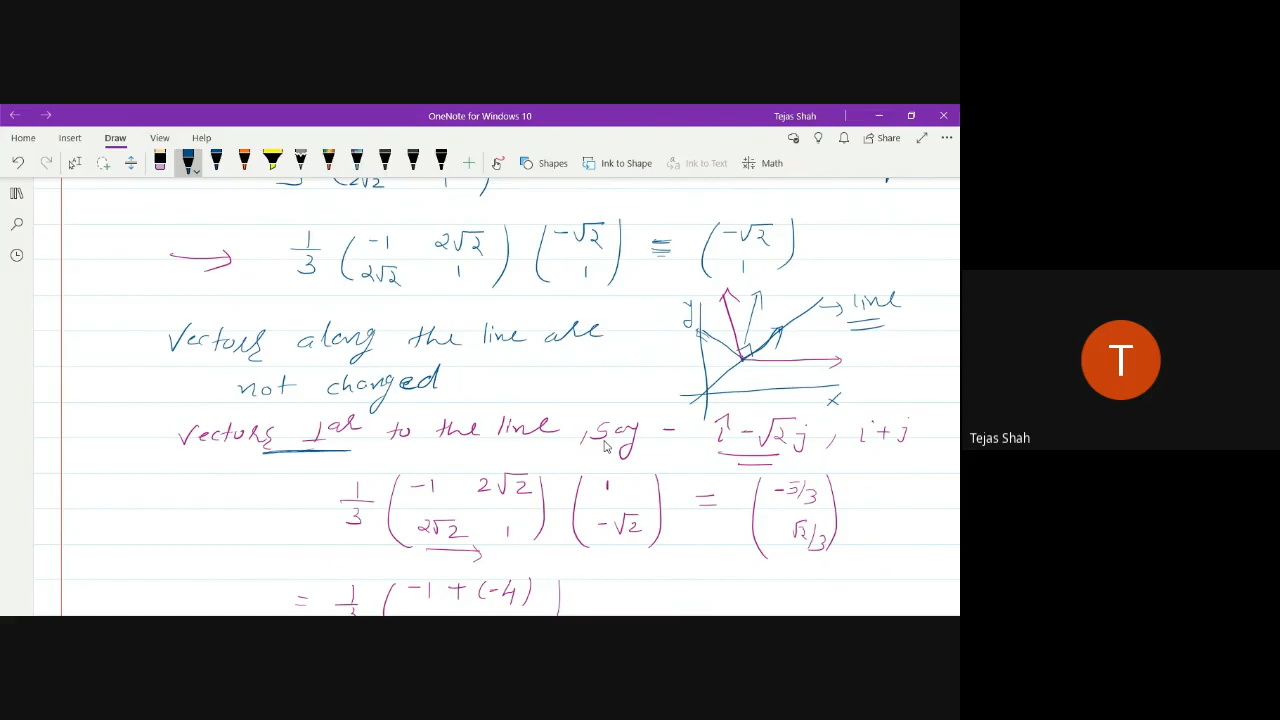 OneNote for Windows 10
Tejas Shah
Home Insert Draw View Help Share
Shapes Ink to Shape Ink to Text Math
2√2 1
1/3 ( -1 2√2 ) ( -√2 ) ≡ ( -√2 )
( 2√2 1 ) ( 1 ) ( 1 )
y → line
Vectors along the line are
not changed
x
vectors ⊥ar to the line , say - î - √2 j , i + j
1/3 ( -1 2√2 ) ( 1 ) = ( -5/3 )
( 2√2 1 ) ( -√2 ) ( √2/3 )
= 1/3 ( -1 + (-4)
T
Tejas Shah